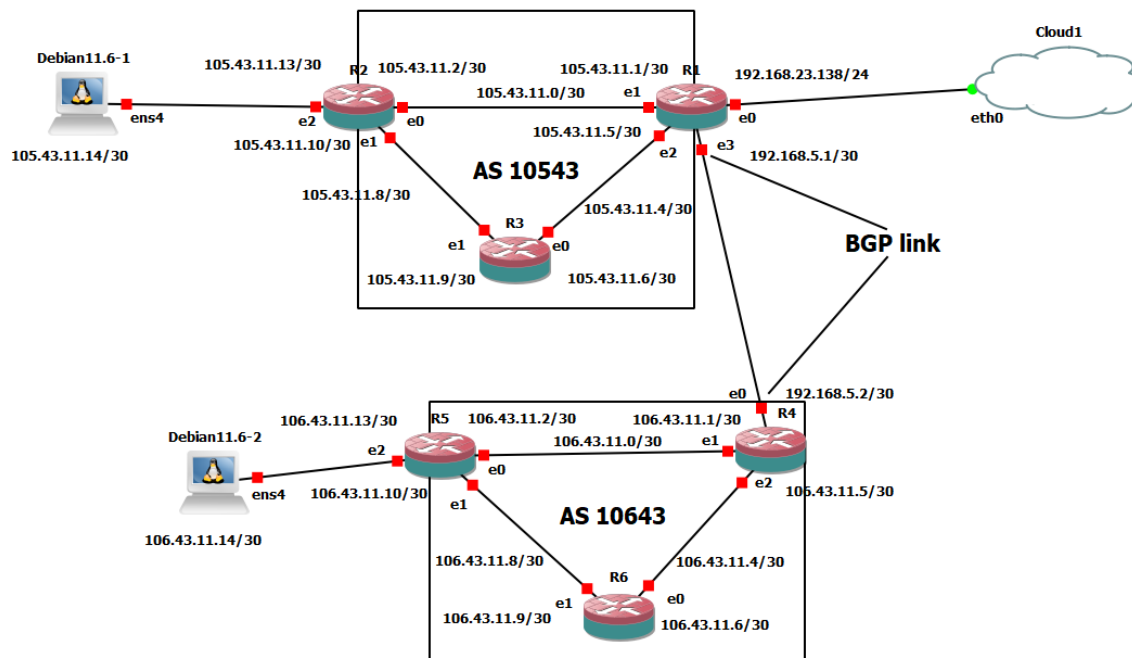 Cloud1
Debian11.6-1
105.43.11.13/30
R2
105.43.11.2/30
105.43.11.1/30
R1
192.168.23.138/24
105.43.11.0/30
e1
ens4
e2
e0
e0
eth0
105.43.11.14/30
105.43.11.10/30
e1
105.43.11.5/30
e2
e3
192.168.5.1/30
AS 10543
105.43.11.8/30
105.43.11.4/30
R3
e1
e0
BGP link
105.43.11.9/30
105.43.11.6/30
e0
192.168.5.2/30
106.43.11.13/30
R5
106.43.11.2/30
106.43.11.1/30
R4
Debian11.6-2
106.43.11.0/30
e1
e2
e0
ens4
106.43.11.10/30
e1
e2
106.43.11.5/30
AS 10643
106.43.11.14/30
106.43.11.8/30
106.43.11.4/30
R6
e1
e0
106.43.11.9/30
106.43.11.6/30